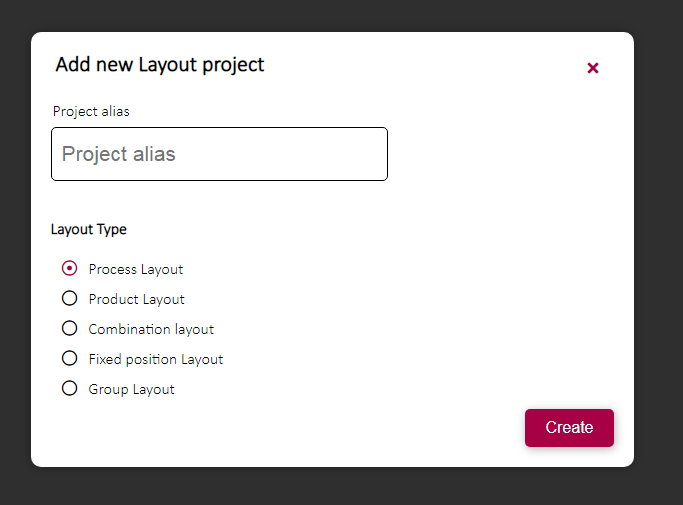 Add new Layout project
Project alias
Project alias
Layout Type
Process Layout
Product Layout
Combination layout
Fixed position Layout
Group Layout
Create